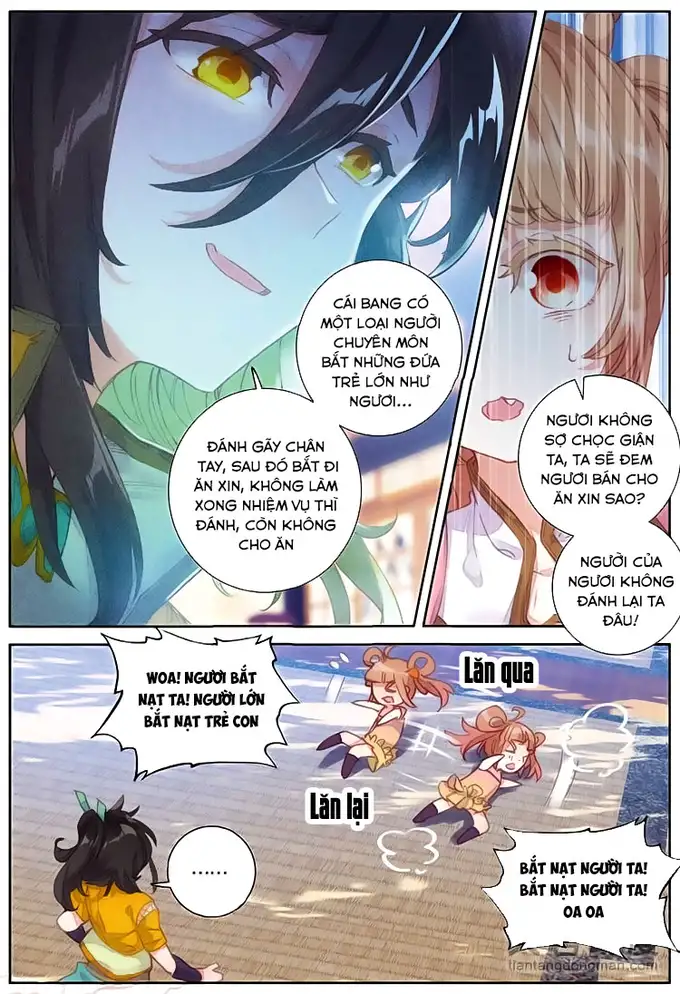 CÁI BANG CÓ
MỘT LOẠI NGƯỜI
CHUYÊN MÔN
BẮT NHỮNG ĐỨA
TRẺ LỚN NHƯ
NGƯƠI...
ĐÁNH GÃY CHÂN
TAY, SAU ĐÓ BẮT ĐI
ĂN XIN, KHÔNG LÀM
XONG NHIỆM VỤ THÌ
ĐÁNH, CÒN KHÔNG
CHO ĂN
NGƯƠI KHÔNG
SỢ CHỌC GIẬN
TA, TA SẼ ĐEM
NGƯƠI BÁN CHO
ĂN XIN SAO?
NGƯỜI CỦA
NGƯƠI KHÔNG
ĐÁNH LẠI TA
ĐÂU!
WOA! NGƯƠI BẮT
NẠT TA! NGƯỜI LỚN
BẮT NẠT TRẺ CON
Lăn qua
Lăn lại
......
BẮT NẠT NGƯỜI TA!
BẮT NẠT NGƯỜI TA!
OA OA
tiantangdongman.com